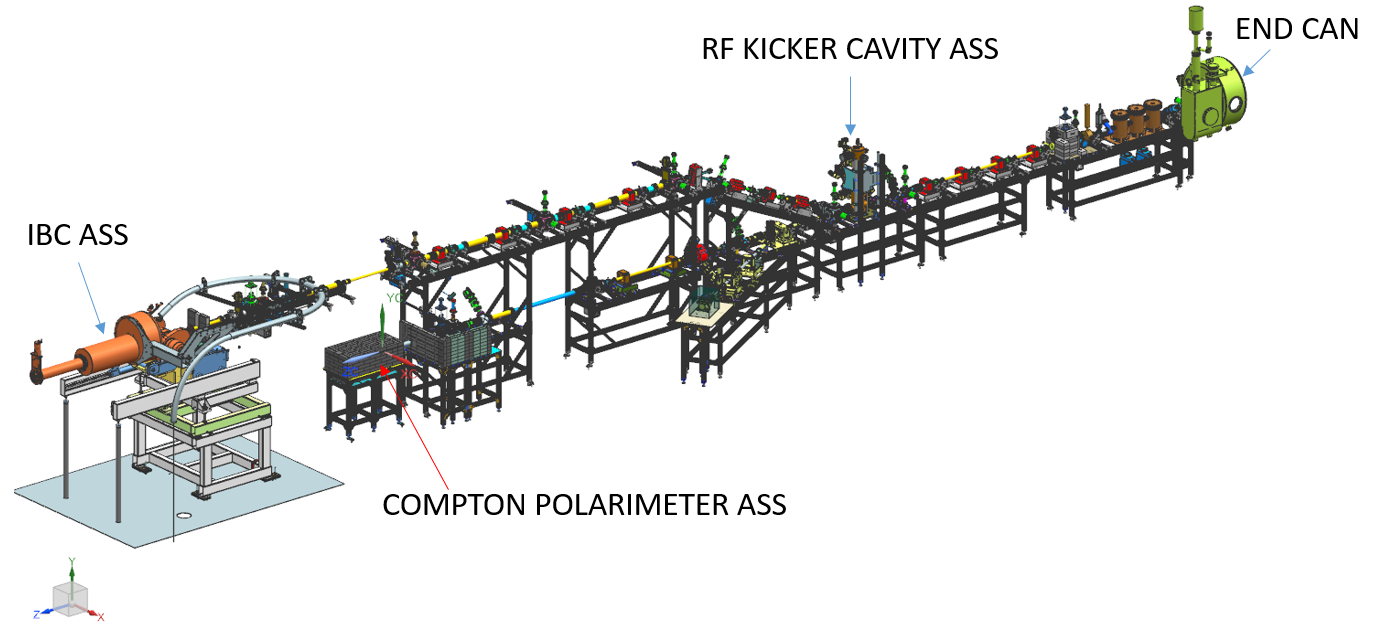 END CAN
RF KICKER CAVITY ASS
IBC ASS
COMPTON POLARIMETER ASS
Y
Z
X